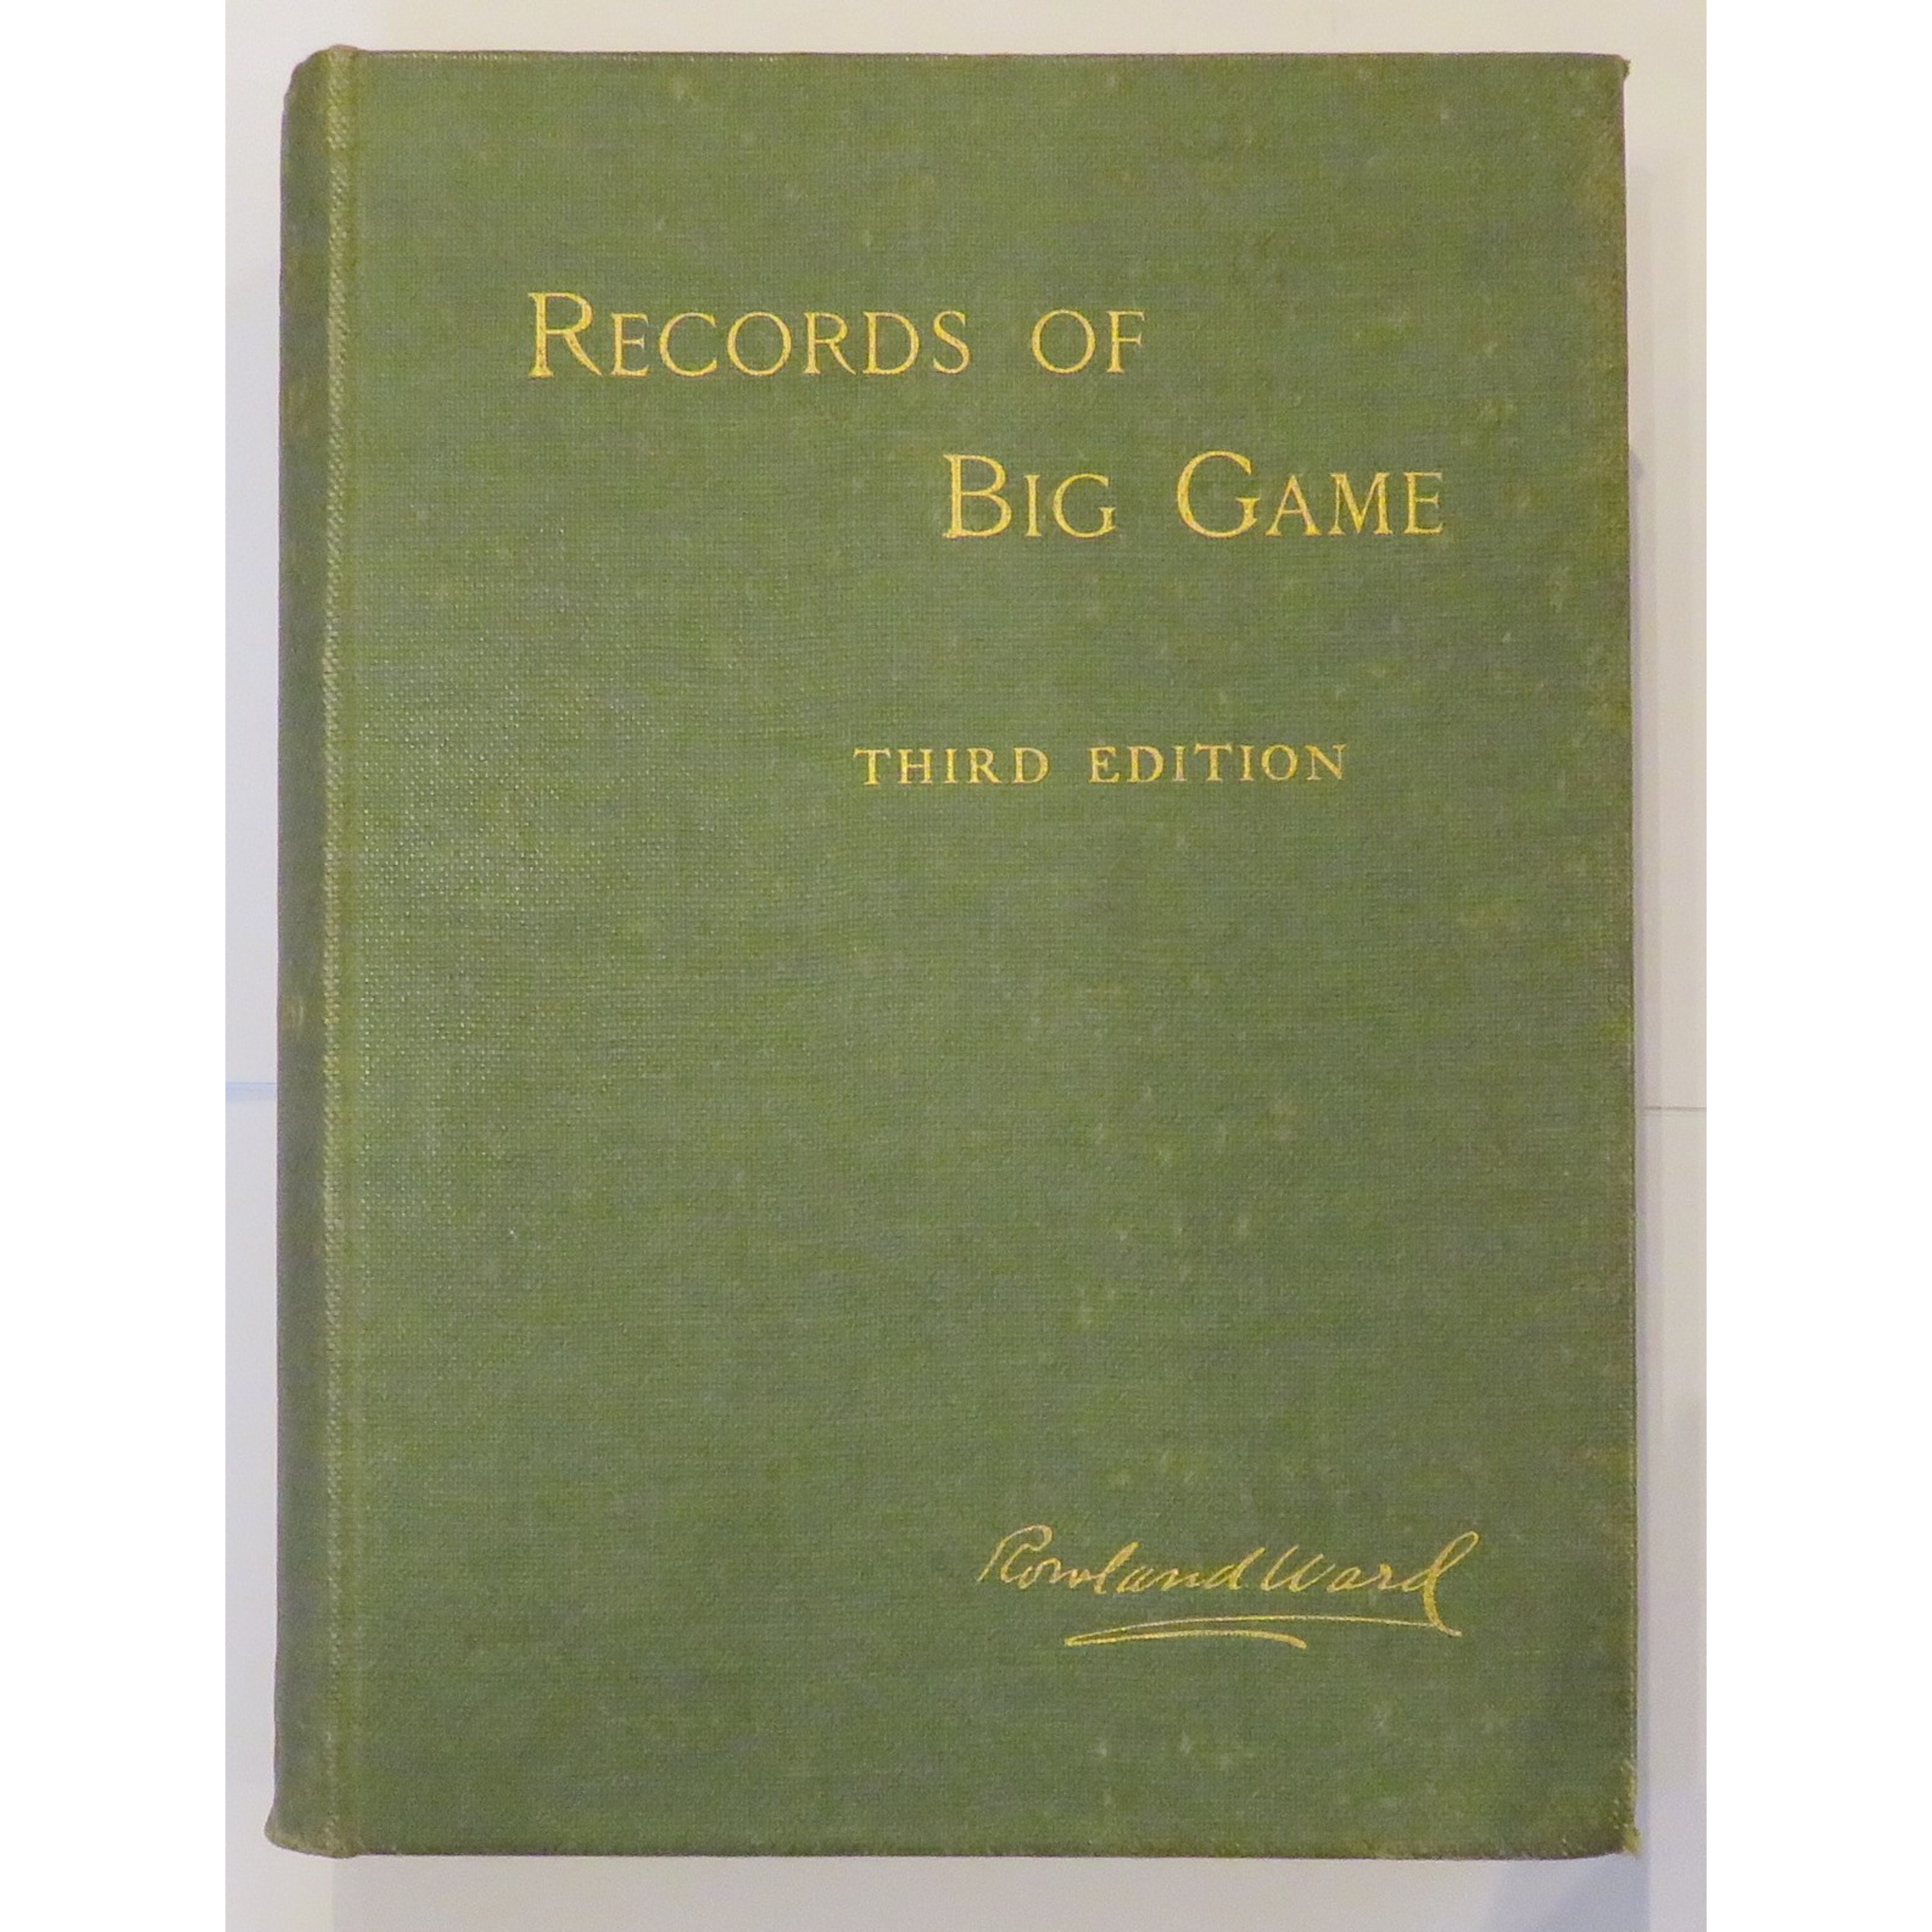 RECORDS OF
BIG GAME
THIRD EDITION
Rowland Ward